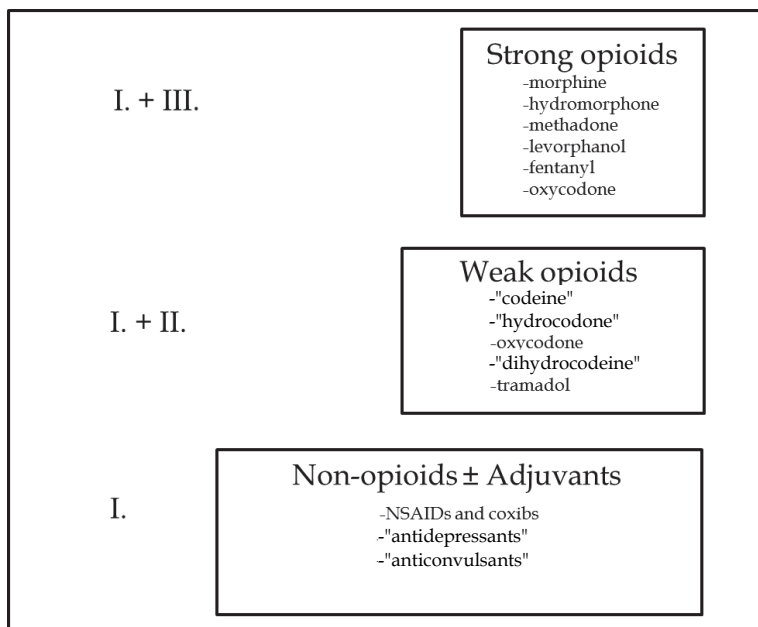 Strong opioids
I. + III.
-morphine
-hydromorphone
-methadone
-levorphanol
-fentanyl
-oxycodone
Weak opioids
I. + II.
-"codeine"
-"hydrocodone"
-oxycodone
-"dihydrocodeine"
-tramadol
Non-opioids ± Adjuvants
I.
-NSAIDs and coxibs
-"antidepressants"
-"anticonvulsants"